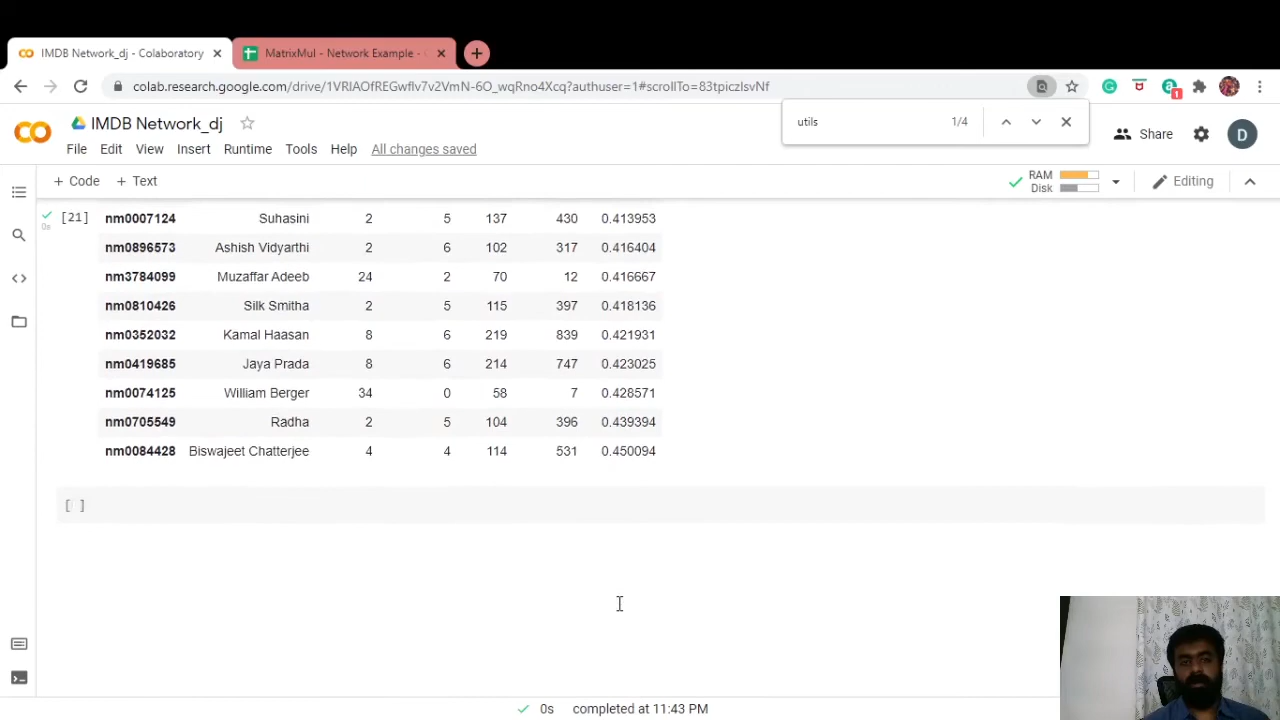 IMDB Network_dj - Colaboratory
MatrixMul - Network Example -
colab.research.google.com/drive/1VRIAOfREGwflv7v2YmN-6O_wqRno4Xcq?authuser=1#scrollTo=83tpiczlsvNf
utils 1/4
IMDB Network_dj
File Edit View Insert Runtime Tools Help All changes saved
Share
D
+ Code + Text
RAM
Disk
Editing
[21] nm0007124 Suhasini 2 5 137 430 0.413953
0s
nm0896573 Ashish Vidyarthi 2 6 102 317 0.416404
nm3784099 Muzaffar Adeeb 24 2 70 12 0.416667
nm0810426 Silk Smitha 2 5 115 397 0.418136
nm0352032 Kamal Haasan 8 6 219 839 0.421931
nm0419685 Jaya Prada 8 6 214 747 0.423025
nm0074125 William Berger 34 0 58 7 0.428571
nm0705549 Radha 2 5 104 396 0.439394
nm0084428 Biswajeet Chatterjee 4 4 114 531 0.450094
[ ]
0s completed at 11:43 PM